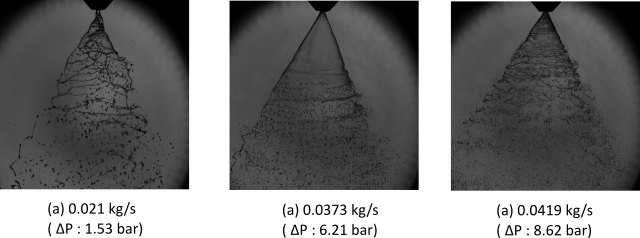 (a) 0.021 kg/s
( ΔP : 1.53 bar)
(a) 0.0373 kg/s
( ΔP : 6.21 bar)
(a) 0.0419 kg/s
( ΔP : 8.62 bar)